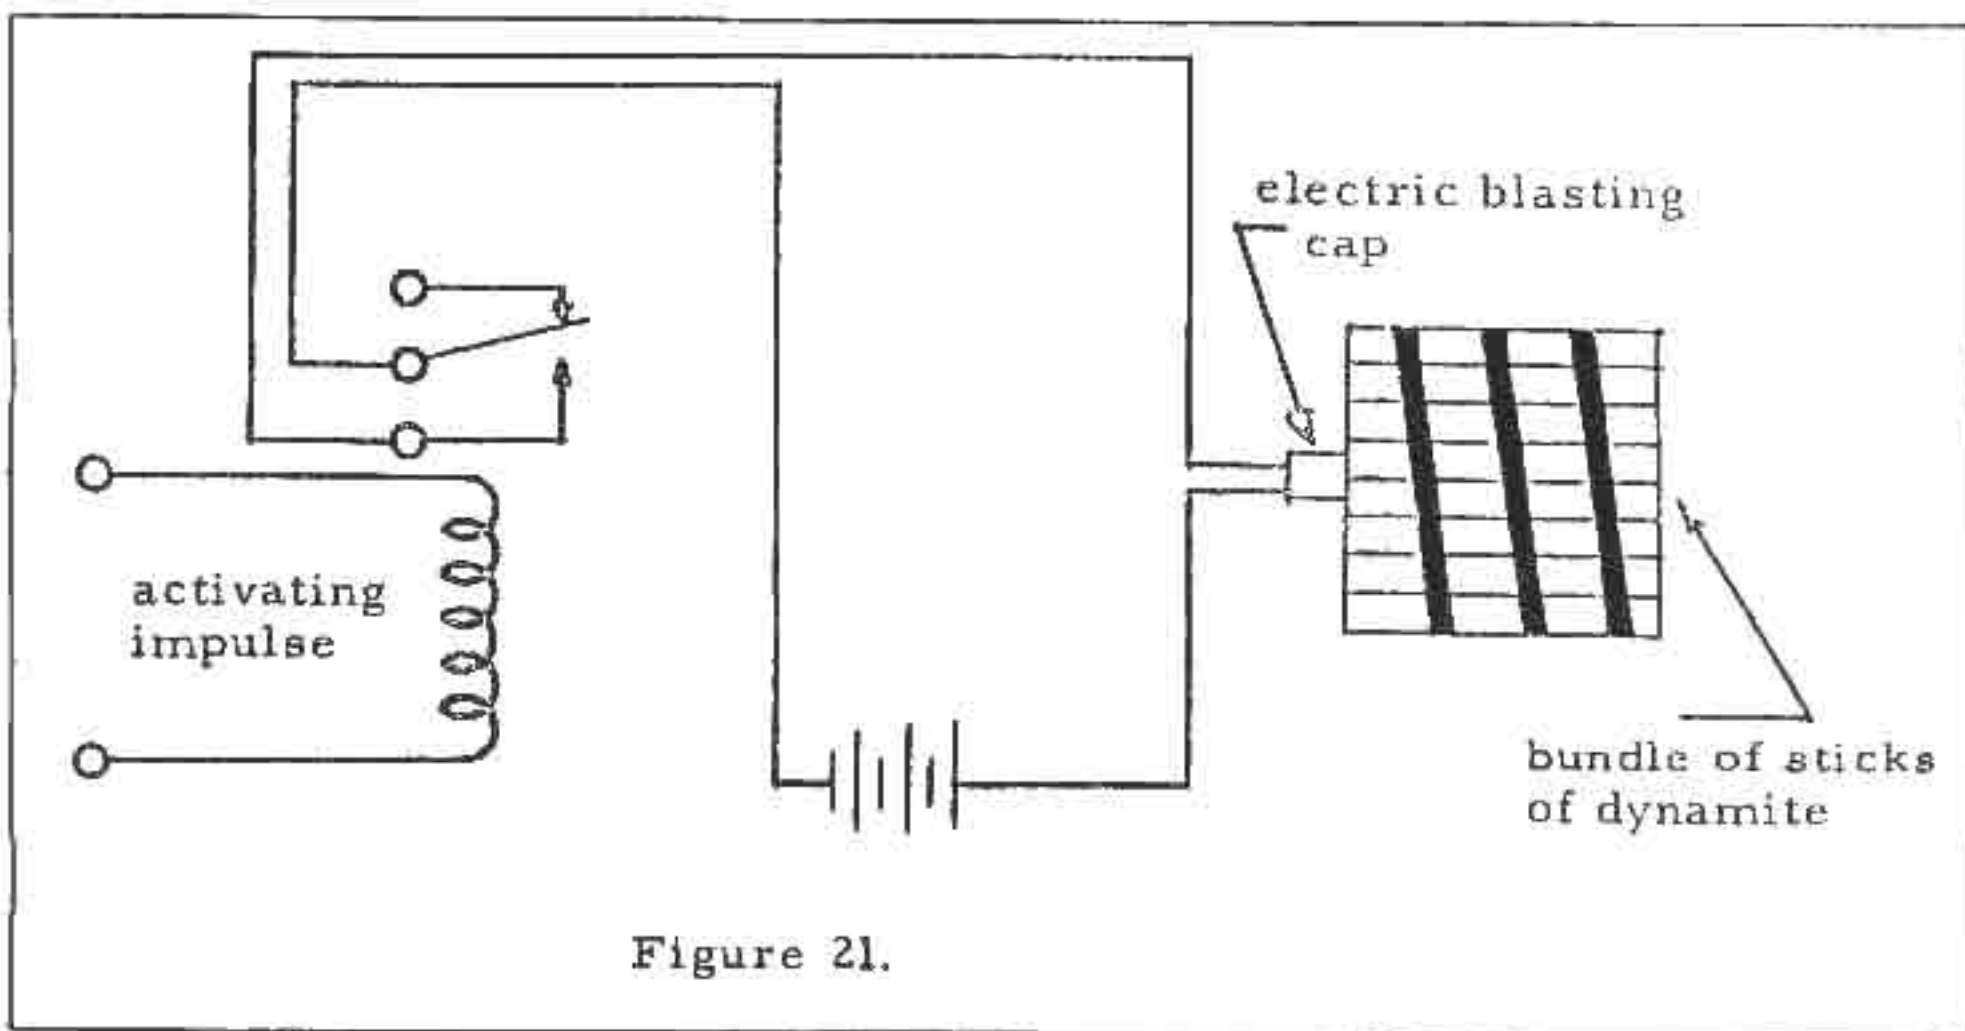 electric blasting
cap
activating
impulse
bundle of sticks
of dynamite
Figure 21.